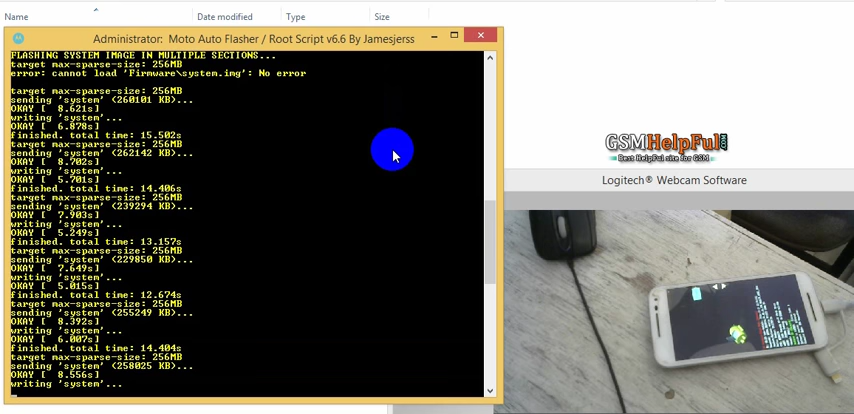 Name Date modified Type Size
Administrator: Moto Auto Flasher / Root Script v6.6 By Jamesjerss
FLASHING SYSTEM IMAGE IN MULTIPLE SECTIONS...
target max-sparse-size: 256MB
error: cannot load 'Firmware\system.img': No error
target max-sparse-size: 256MB
sending 'system' (260101 KB)...
OKAY [ 8.621s]
writing 'system'...
OKAY [ 6.878s]
finished. total time: 15.502s
target max-sparse-size: 256MB
sending 'system' (262142 KB)...
OKAY [ 8.702s]
writing 'system'...
OKAY [ 5.701s]
finished. total time: 14.406s
target max-sparse-size: 256MB
sending 'system' (239294 KB)...
OKAY [ 7.903s]
writing 'system'...
OKAY [ 5.249s]
finished. total time: 13.157s
target max-sparse-size: 256MB
sending 'system' (229850 KB)...
OKAY [ 7.649s]
writing 'system'...
OKAY [ 5.015s]
finished. total time: 12.674s
target max-sparse-size: 256MB
sending 'system' (255249 KB)...
OKAY [ 8.392s]
writing 'system'...
OKAY [ 6.007s]
finished. total time: 14.404s
target max-sparse-size: 256MB
sending 'system' (258025 KB)...
OKAY [ 8.556s]
writing 'system'...
GSMHelpFul.COM
Best HelpFul site for GSM
Logitech® Webcam Software